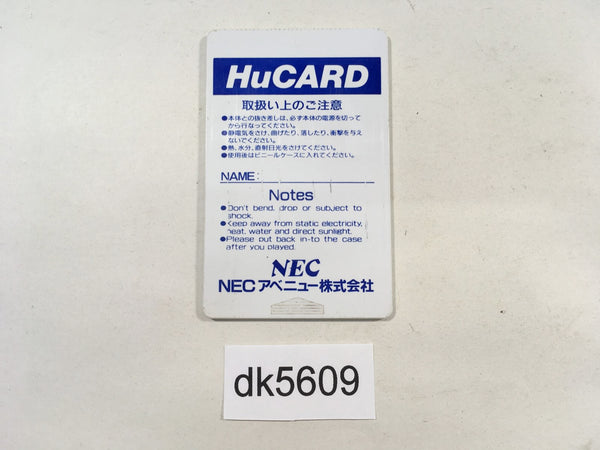 HuCARD
取扱い上のご注意
●本体との抜き差しは、必ず本体の電源を切って
から行なってください。
●静電気をさけ、曲げたり、落したり、衝撃を与え
ないでください。
●熱、水分、直射日光をさけてください。
●使用後はビニールケースに入れてください。
NAME:
Notes
●Don't bend, drop or subject to
shock.
●Keep away from static electricity,
heat, water and direct sunlight.
●Please put back in-to the case
after you played.
NEC
NECアベニュー株式会社
dk5609